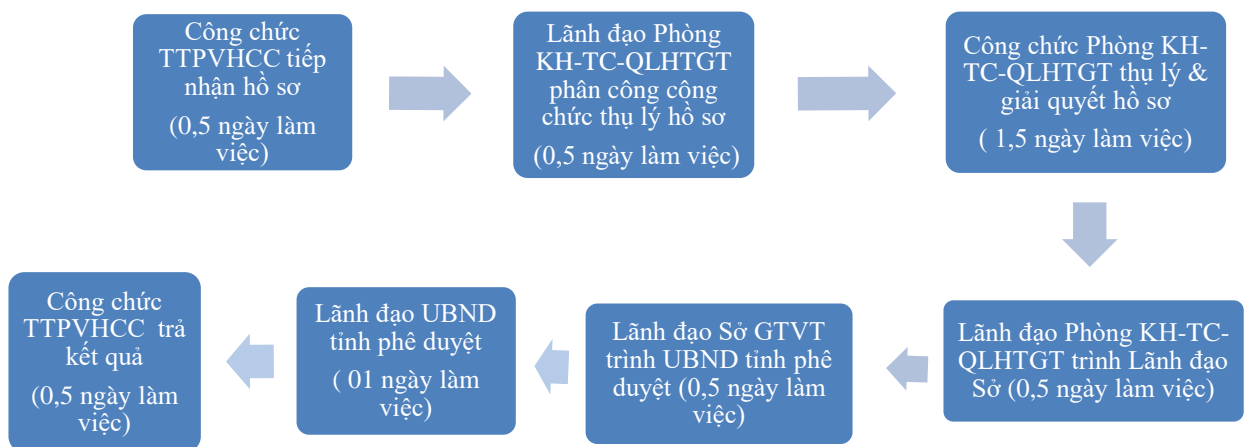 Công chức
TTPVHCC tiếp
nhận hồ sơ
(0,5 ngày làm
việc)
Lãnh đạo Phòng
KH-TC-QLHTGT
phân công công
chức thụ lý hồ sơ
(0,5 ngày làm việc)
Công chức Phòng KH-
TC-QLHTGT thụ lý &
giải quyết hồ sơ
( 1,5 ngày làm việc)
Lãnh đạo Phòng KH-TC-
QLHTGT trình Lãnh đạo
Sở (0,5 ngày làm việc)
Lãnh đạo Sở GTVT
trình UBND tỉnh phê
duyệt (0,5 ngày làm
việc)
Lãnh đạo UBND
tỉnh phê duyệt
( 01 ngày làm
việc)
Công chức
TTPVHCC trả
kết quả
(0,5 ngày làm
việc)